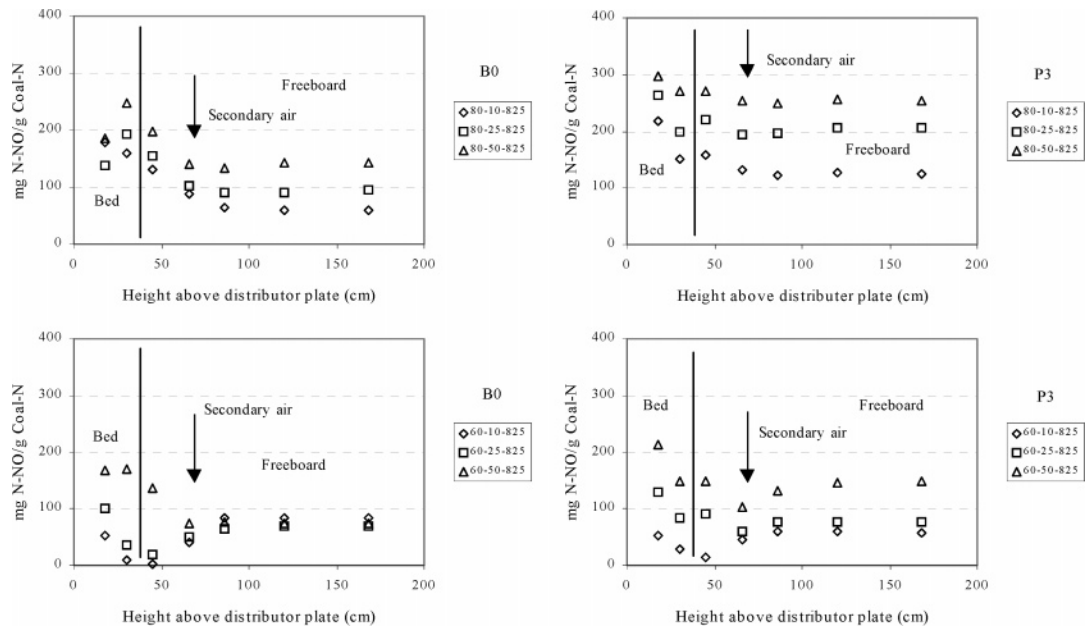 400
300
200
100
0
mg N-NO/g Coal-N
Bed
Freeboard
Secondary air
0
50
100
150
200
Height above distributor plate (cm)
B0
80-10-825
80-25-825
80-50-825
400
300
200
100
0
mg N-NO/g Coal-N
Secondary air
Bed
Freeboard
0
50
100
150
200
Height above distributer plate (cm)
P3
80-10-825
80-25-825
80-50-825
400
300
200
100
0
mg N-NO/g Coal-N
Bed
Secondary air
Freeboard
0
50
100
150
200
Height above distributor plate (cm)
B0
60-10-825
60-25-825
60-50-825
400
300
200
100
0
mg N-NO/g Coal-N
Bed
Freeboard
Secondary air
0
50
100
150
200
Height above distributor plate (cm)
P3
60-10-825
60-25-825
60-50-825